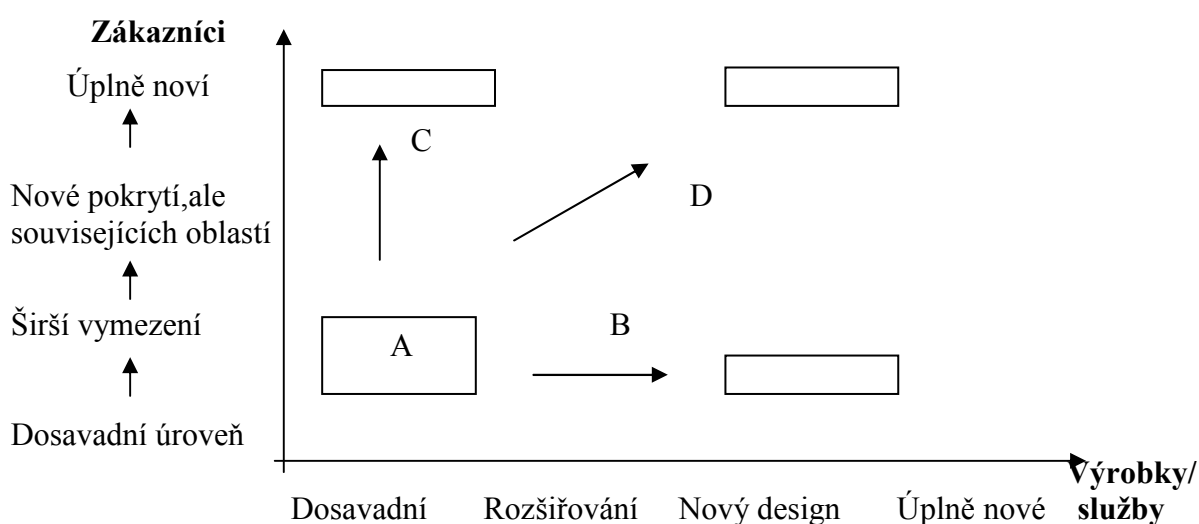 Zákazníci
Úplně noví
C
Nové pokrytí,ale
souvisejících oblastí
D
Širší vymezení
A
B
Dosavadní úroveň
Výrobky/
Dosavadní Rozšiřování Nový design Úplně nové služby